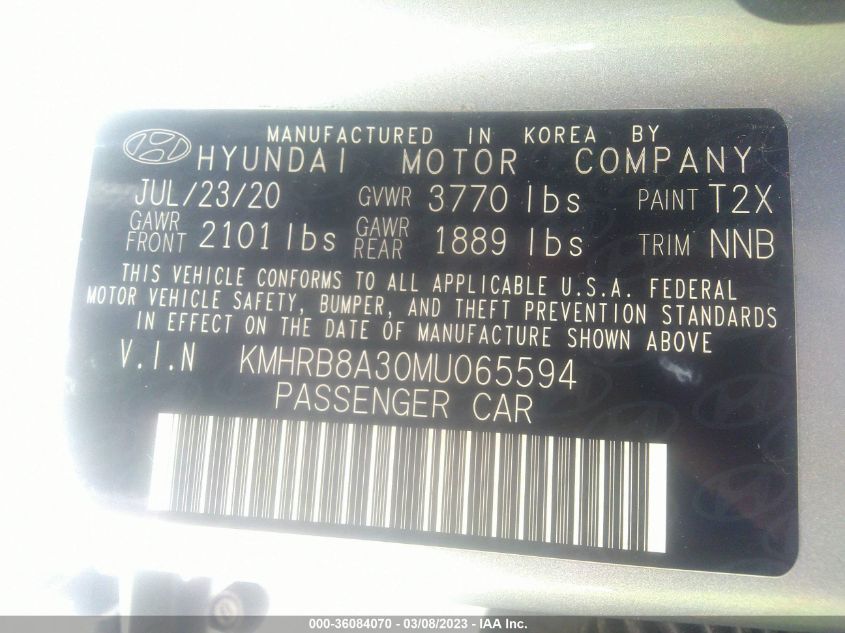 MANUFACTURED IN KOREA BY
HYUNDAI MOTOR COMPANY
JUL/23/20 GVWR 3770 lbs PAINT T2X
GAWR FRONT 2101 lbs GAWR REAR 1889 lbs TRIM NNB
THIS VEHICLE CONFORMS TO ALL APPLICABLE U.S.A. FEDERAL
MOTOR VEHICLE SAFETY, BUMPER, AND THEFT PREVENTION STANDARDS
IN EFFECT ON THE DATE OF MANUFACTURE SHOWN ABOVE
V.I.N KMHRB8A30MU065594
PASSENGER CAR
000-36084070 - 03/08/2023 - IAA Inc.